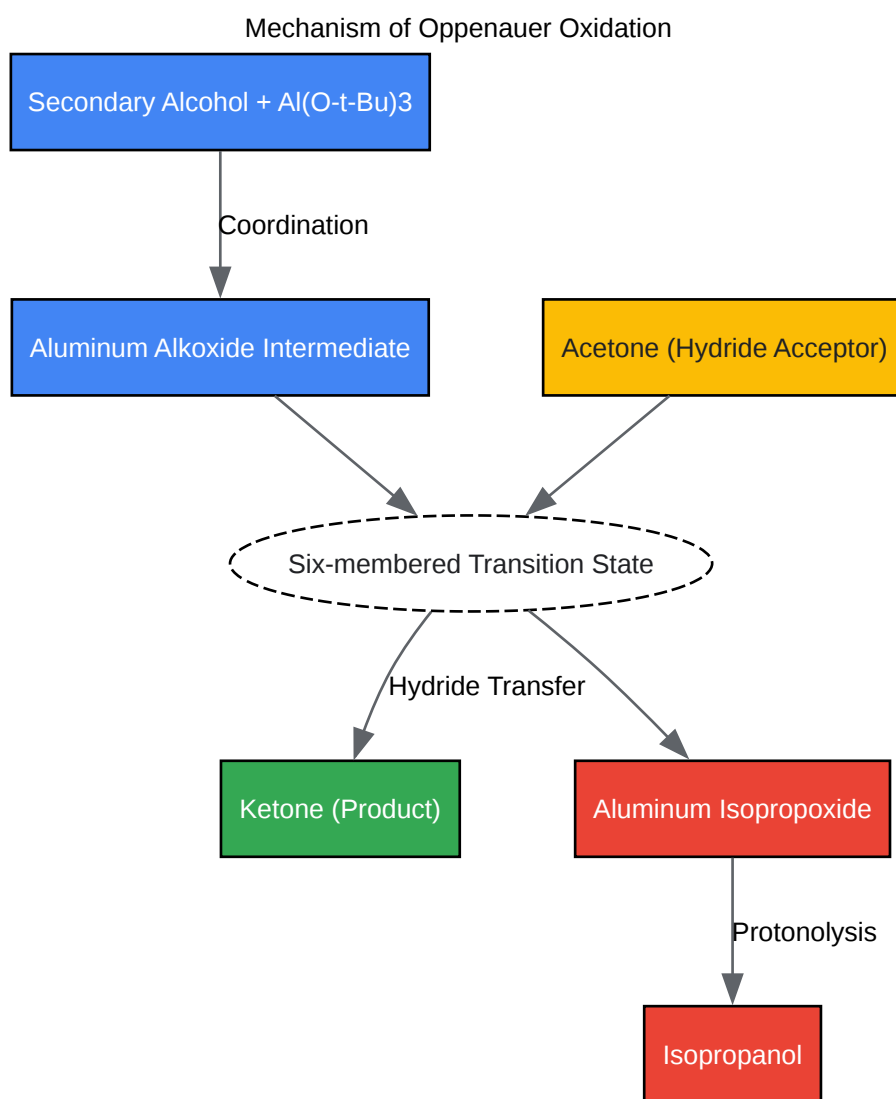 Mechanism of Oppenauer Oxidation
Secondary Alcohol + Al(O-t-Bu)3
Coordination
Aluminum Alkoxide Intermediate
Acetone (Hydride Acceptor)
Six-membered Transition State
Hydride Transfer
Ketone (Product)
Aluminum Isopropoxide
Protonolysis
Isopropanol